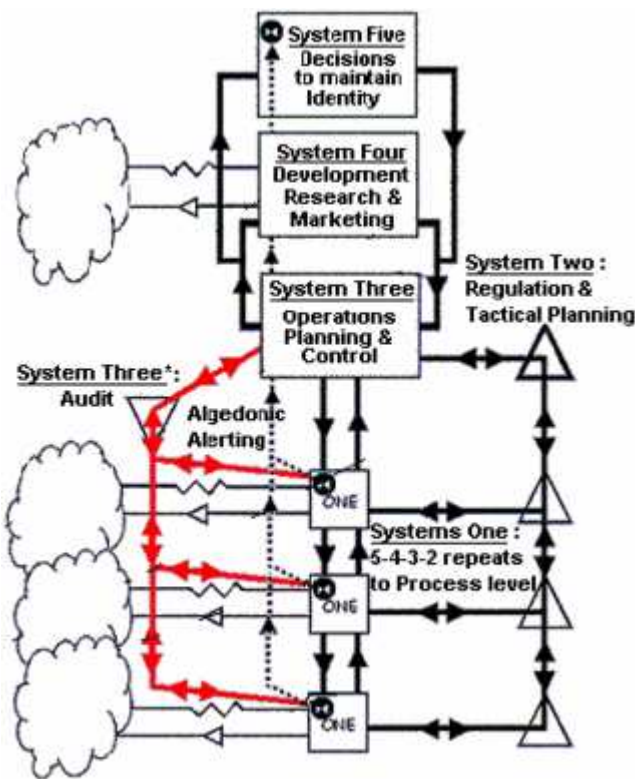 System Five
Decisions
to maintain
Identity
System Four
Development
Research &
Marketing
System Three
Operations
Planning &
Control
System Two :
Regulation &
Tactical Planning
System Three* :
Audit
Algedonic
Alerting
ONE
Systems One :
5-4-3-2 repeats
to Process level
ONE
ONE